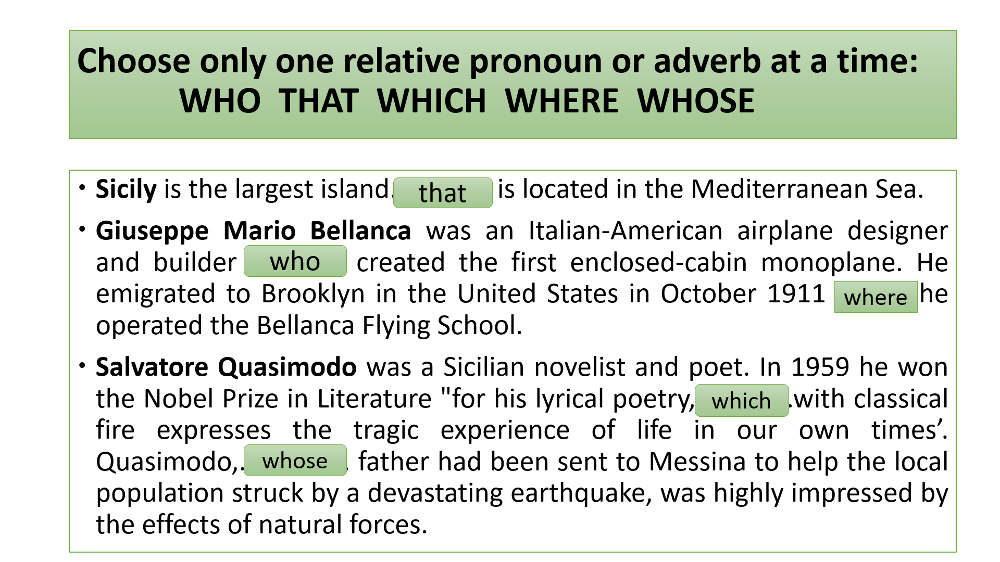 Choose only one relative pronoun or adverb at a time:
WHO THAT WHICH WHERE WHOSE
• Sicily is the largest island. that is located in the Mediterranean Sea.
• Giuseppe Mario Bellanca was an Italian-American airplane designer
and builder who created the first enclosed-cabin monoplane. He
emigrated to Brooklyn in the United States in October 1911 where he
operated the Bellanca Flying School.
• Salvatore Quasimodo was a Sicilian novelist and poet. In 1959 he won
the Nobel Prize in Literature "for his lyrical poetry, which .with classical
fire expresses the tragic experience of life in our own times’.
Quasimodo,. whose . father had been sent to Messina to help the local
population struck by a devastating earthquake, was highly impressed by
the effects of natural forces.